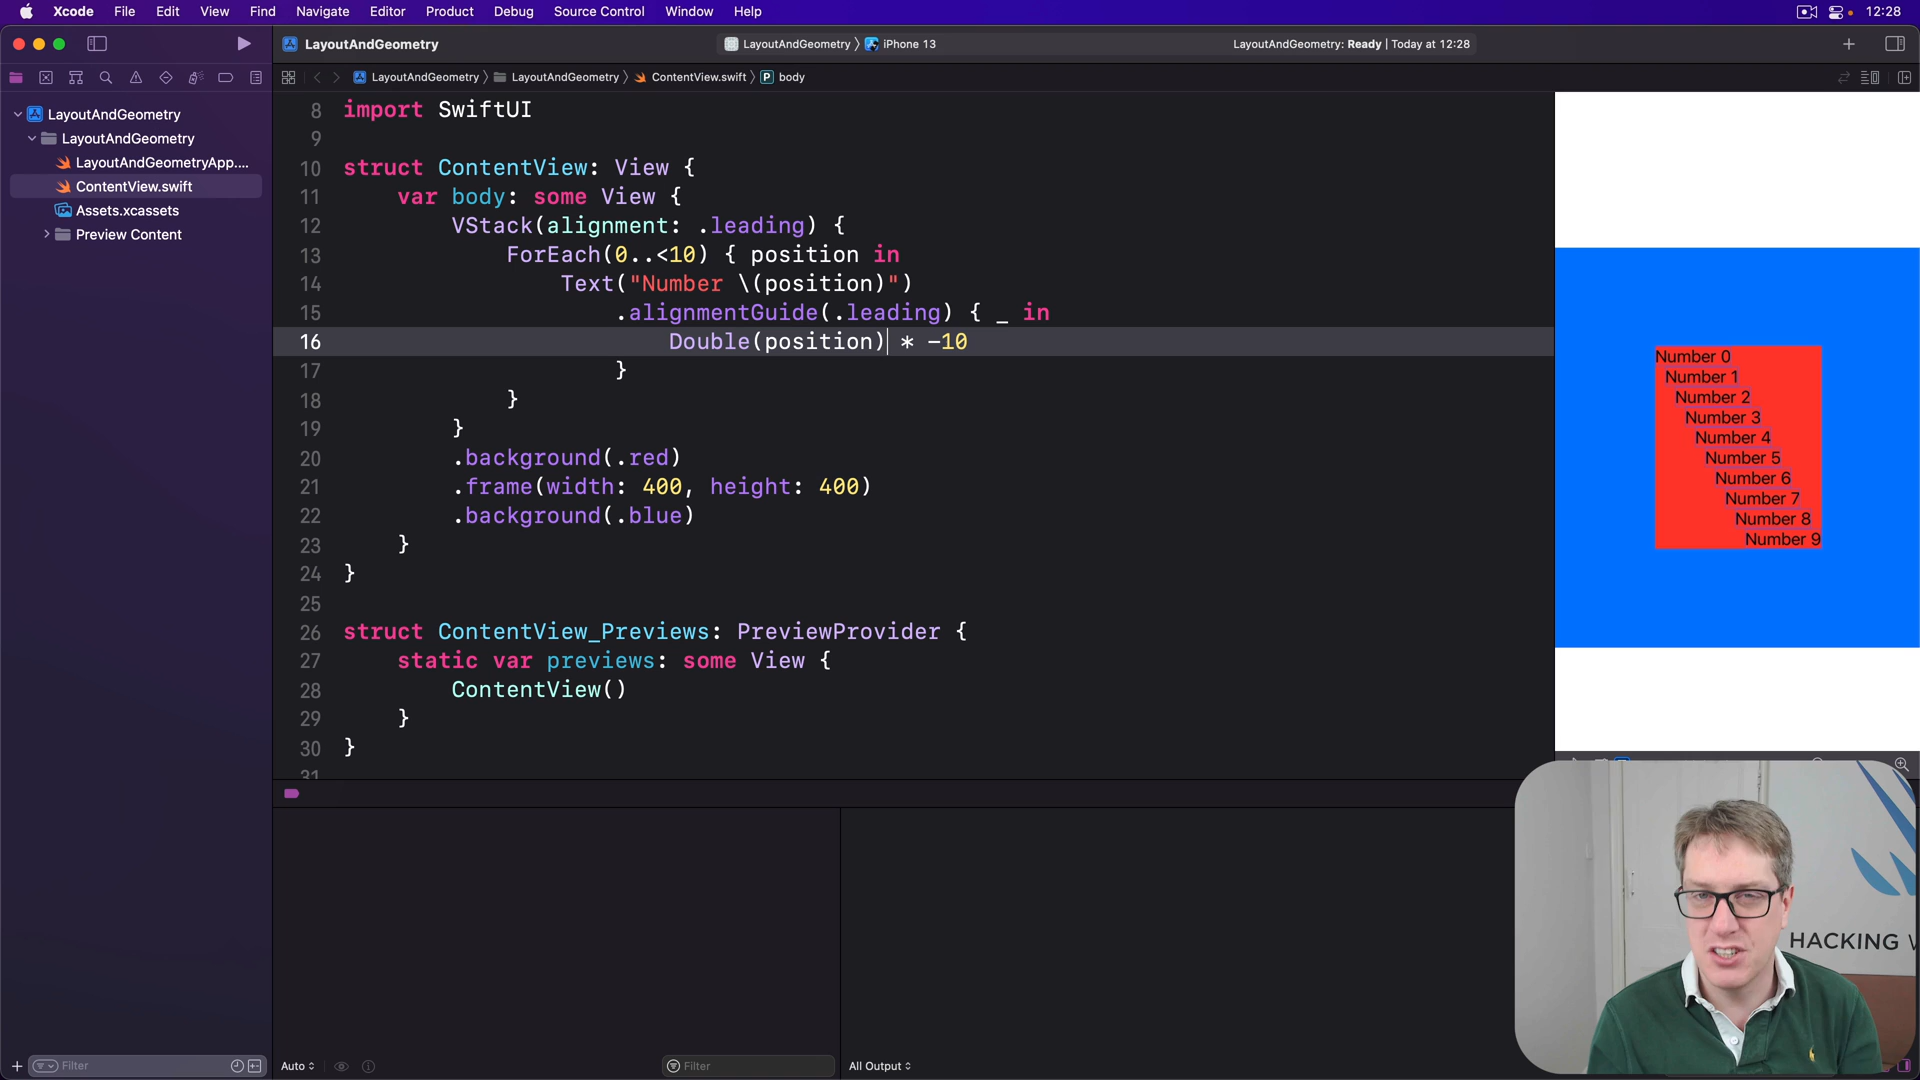 Xcode File Edit View Find Navigate Editor Product Debug Source Control Window Help 12:28
LayoutAndGeometry LayoutAndGeometry iPhone 13 LayoutAndGeometry: Ready | Today at 12:28
LayoutAndGeometry LayoutAndGeometry ContentView.swift P body
LayoutAndGeometry
LayoutAndGeometry
LayoutAndGeometryApp....
ContentView.swift
Assets.xcassets
Preview Content
8 import SwiftUI
9
10 struct ContentView: View {
11 var body: some View {
12 VStack(alignment: .leading) {
13 ForEach(0..<10) { position in
14 Text("Number \(position)")
15 .alignmentGuide(.leading) { _ in
16 Double(position) * -10
17 }
18 }
19 }
20 .background(.red)
21 .frame(width: 400, height: 400)
22 .background(.blue)
23 }
24 }
25
26 struct ContentView_Previews: PreviewProvider {
27 static var previews: some View {
28 ContentView()
29 }
30 }
31
Number 0
Number 1
Number 2
Number 3
Number 4
Number 5
Number 6
Number 7
Number 8
Number 9
HACKING
Filter
Auto
Filter
All Output